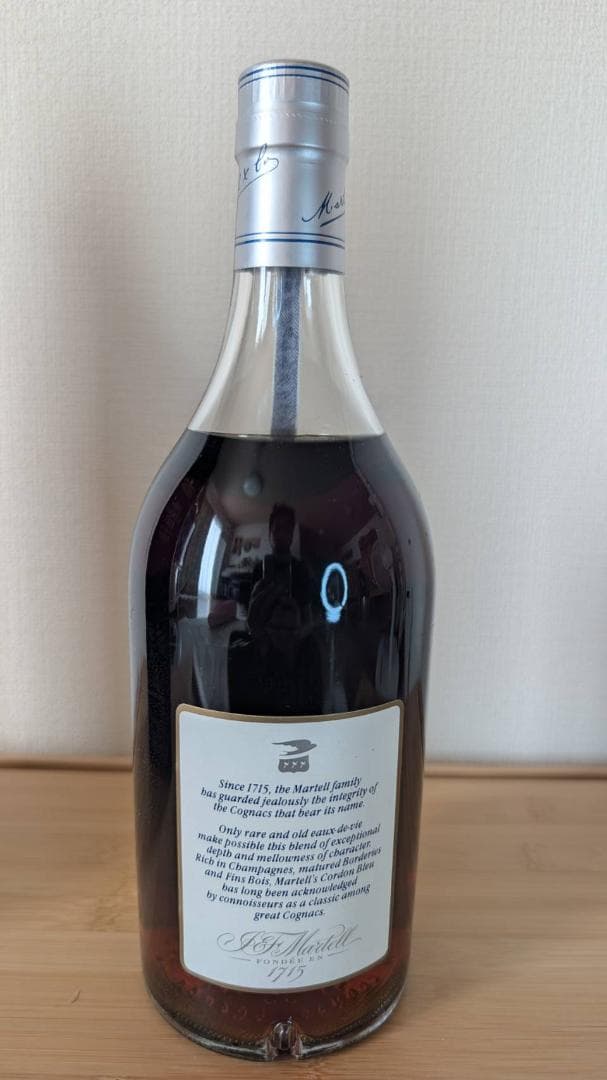 Since 1715, the Martell family
has guarded jealously the integrity of
the Cognacs that bear its name.
Only rare and old eaux-de-vie
make possible this blend of exceptional
depth and mellowness of character.
Rich in Champagnes, matured Borderies
and Fins Bois, Martell's Cordon Bleu
has long been acknowledged
by connoisseurs as a classic among
great Cognacs.
J&F Martell
FONDÉE EN
1715